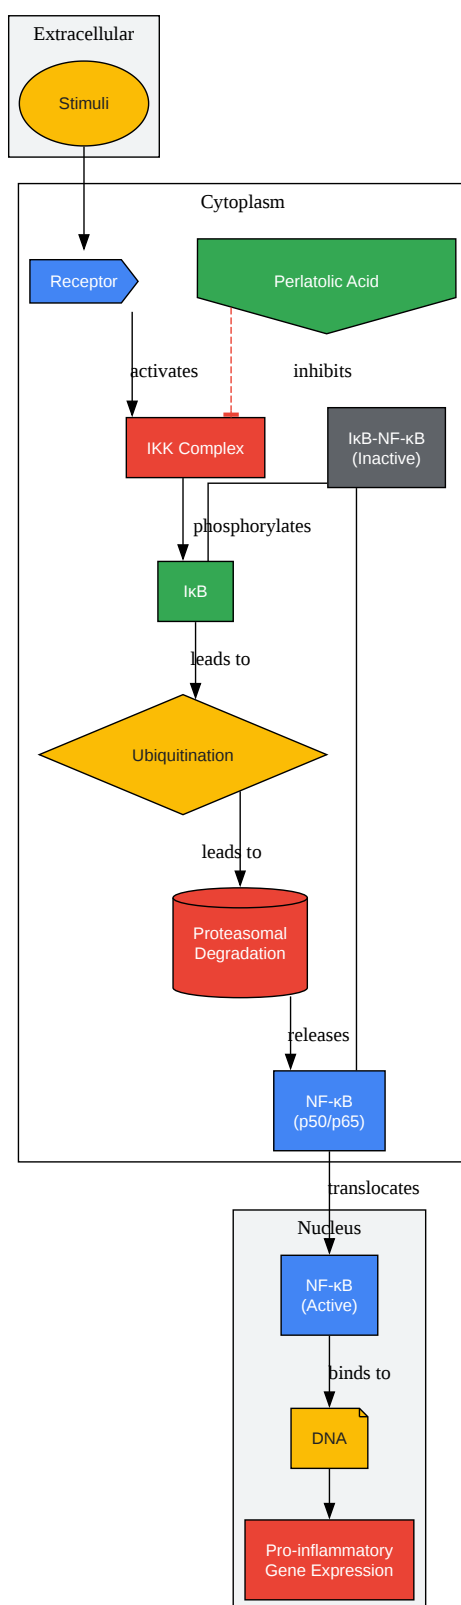 Extracellular
Stimuli
Cytoplasm
Receptor
Perlatolic Acid
activates
inhibits
IKK Complex
IκB-NF-κB
(Inactive)
phosphorylates
IκB
leads to
Ubiquitination
leads to
Proteasomal
Degradation
releases
NF-κB
(p50/p65)
translocates
Nucleus
NF-κB
(Active)
binds to
DNA
Pro-inflammatory
Gene Expression